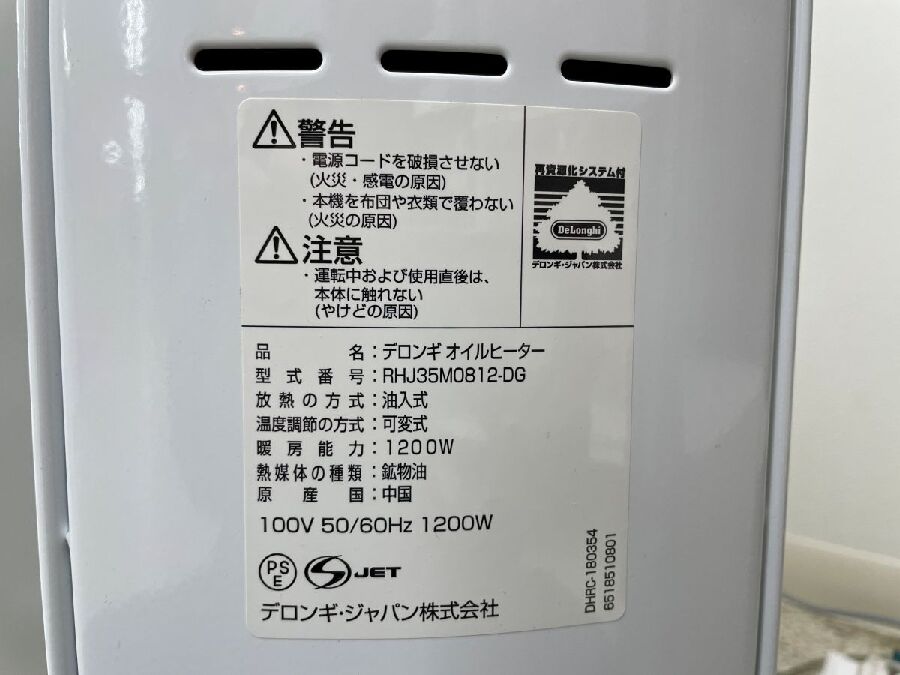 警告
・電源コードを破損させない
(火災・感電の原因)
・本機を布団や衣類で覆わない
(火災の原因)
注意
・運転中および使用直後は、
本体に触れない
(やけどの原因)
再資源化システム付
DeLonghi
デロンギ・ジャパン株式会社
品名：デロンギ オイルヒーター
型式番号：RHJ35M0812-DG
放熱の方式：油入式
温度調節の方式：可変式
暖房能力：1200W
熱媒体の種類：鉱物油
原産国：中国
100V 50/60Hz 1200W
PSE
S JET
デロンギ・ジャパン株式会社
DHRC-180354
6518510801